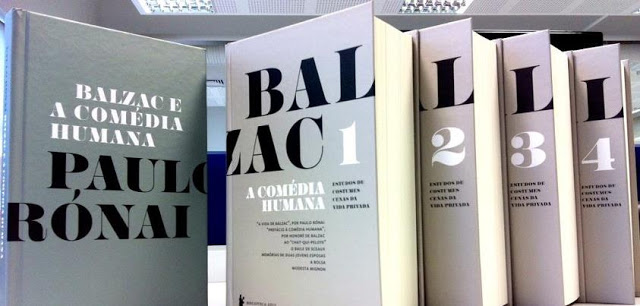 BALZAC E
A COMÉDIA
HUMANA
PAULO
RÓNAI
BAL
ZAC 1
A COMÉDIA
HUMANA
ESTUDOS DE
COSTUMES
CENAS DA
VIDA PRIVADA
"A VIDA DE BALZAC", POR PAULO RÓNAI
"PREFÁCIO À COMÉDIA HUMANA",
POR HONORÉ DE BALZAC
AO "CHAT-QUI-PELOTE"
O BAILE DE SCEAUX
MEMÓRIAS DE DUAS JOVENS ESPOSAS
A BOLSA
MODESTA MIGNON
BIBLIOTECA AZUL
L
2
ESTUDOS DE
COSTUMES
CENAS DA
VIDA PRIVADA
L
3
ESTUDOS DE
COSTUMES
CENAS DA
VIDA PRIVADA
L
4
ESTUDOS DE
COSTUMES
CENAS DA
VIDA PRIVADA